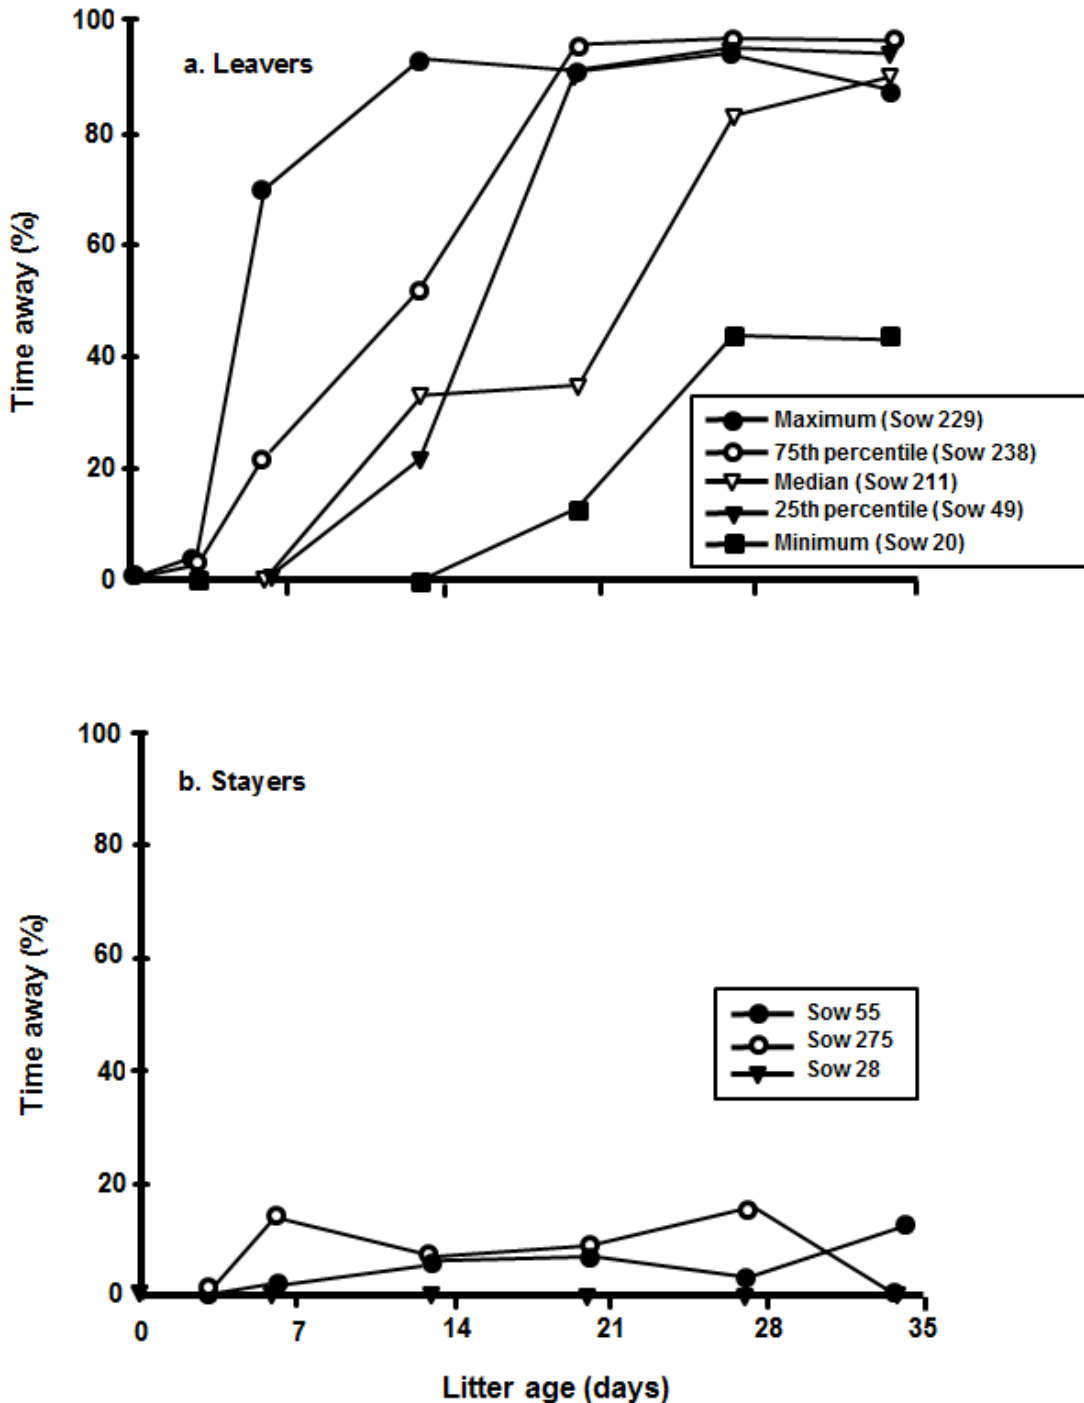 100
a. Leavers
80
60
Time away (%)
40
20
0
Maximum (Sow 229)
75th percentile (Sow 238)
Median (Sow 211)
25th percentile (Sow 49)
Minimum (Sow 20)
100
b. Stayers
80
60
Time away (%)
40
20
0
Sow 55
Sow 275
Sow 28
0 7 14 21 28 35
Litter age (days)